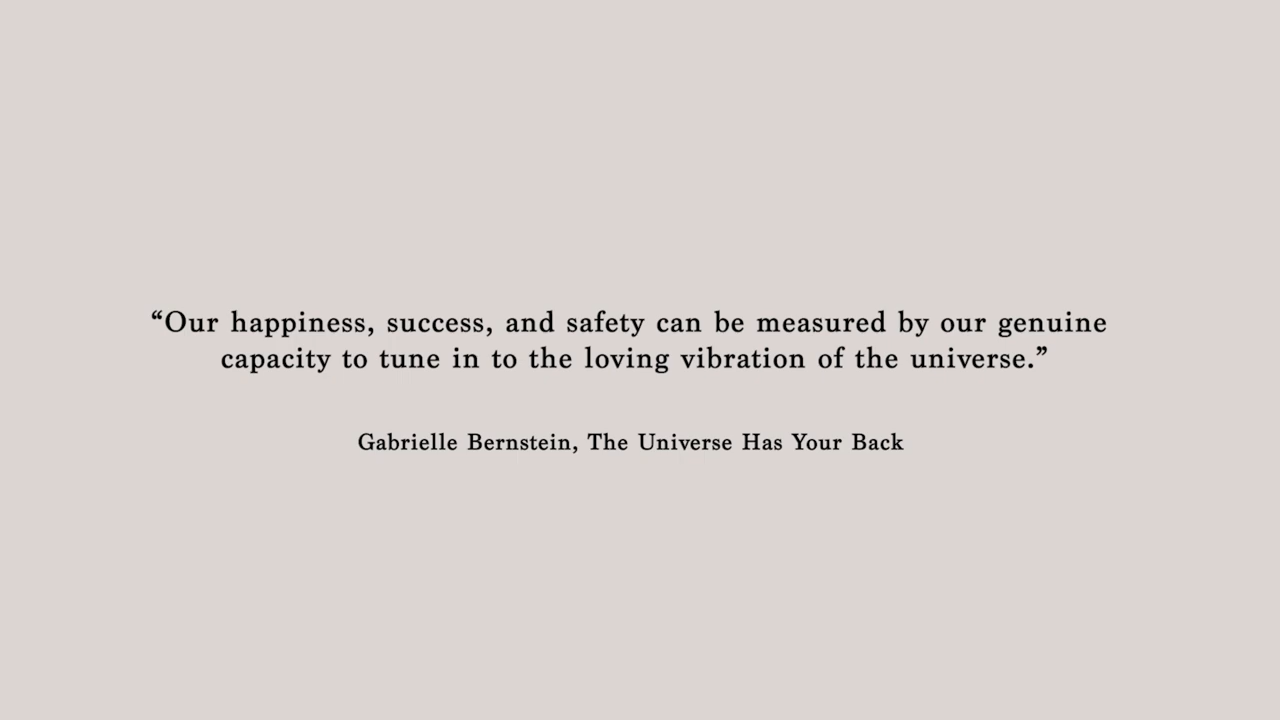 “Our happiness, success, and safety can be measured by our genuine
capacity to tune in to the loving vibration of the universe.”
Gabrielle Bernstein, The Universe Has Your Back